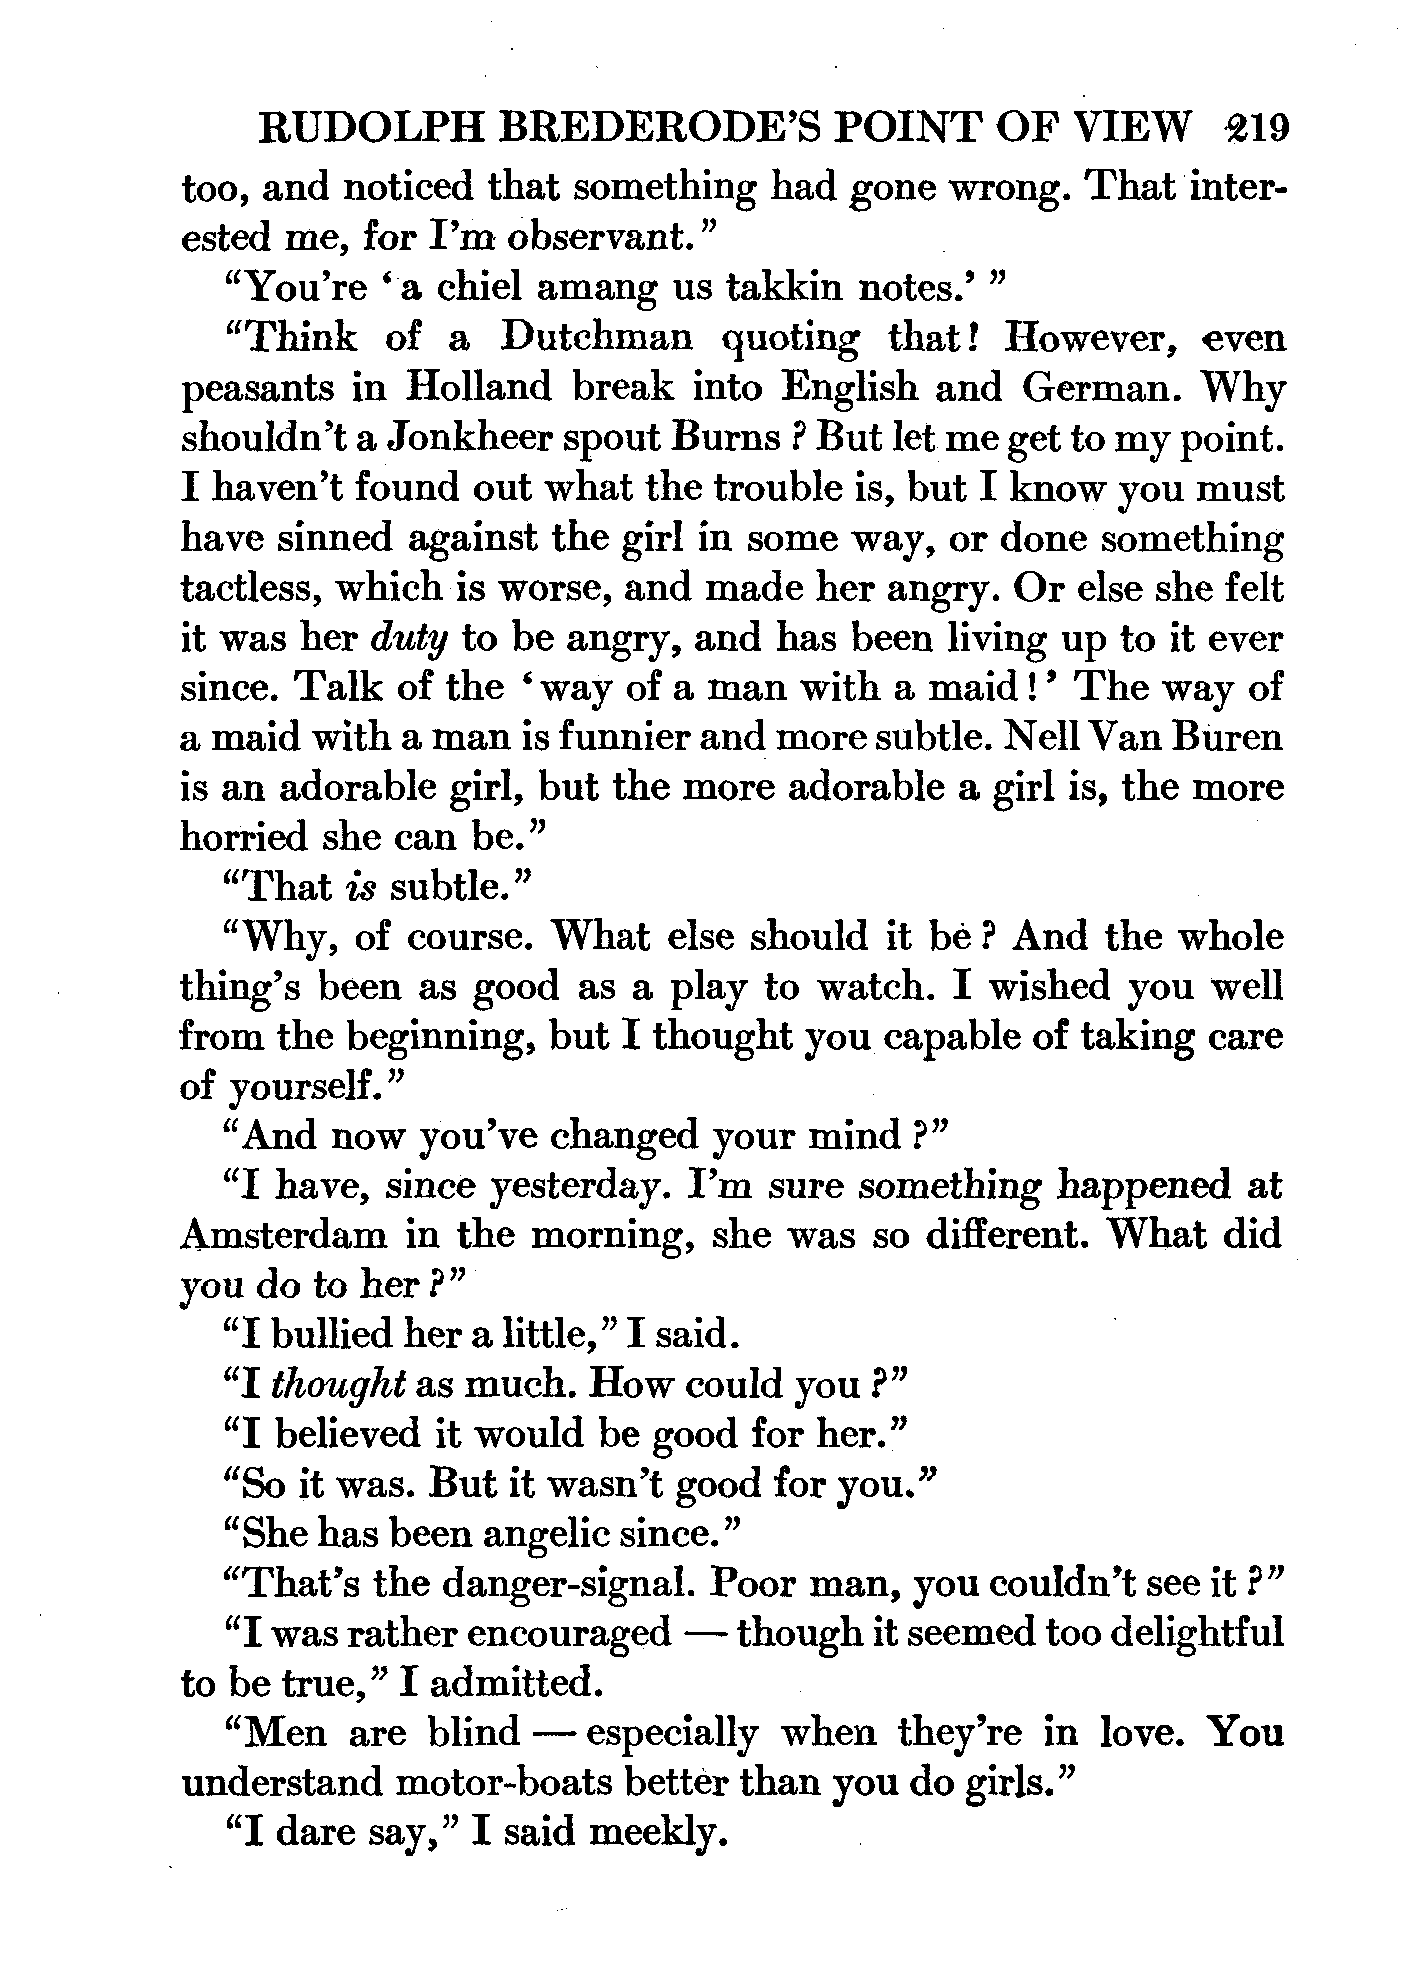 RUDOLPH BREDERODE'S POINT OF VIEW 219
too, and noticed that something had gone wrong. That inter-
ested me, for I'm observant."
"You're 'a chiel amang us takkin notes.' "
"Think of a Dutchman quoting that! However, even
peasants in Holland break into English and German. Why
shouldn't a Jonkheer spout Burns? But let me get to my point.
I haven't found out what the trouble is, but I know you must
have sinned against the girl in some way, or done something
tactless, which is worse, and made her angry. Or else she felt
it was her duty to be angry, and has been living up to it ever
since. Talk of the 'way of a man with a maid!' The way of
a maid with a man is funnier and more subtle. Nell Van Buren
is an adorable girl, but the more adorable a girl is, the more
horried she can be."
"That is subtle."
"Why, of course. What else should it be? And the whole
thing's been as good as a play to watch. I wished you well
from the beginning, but I thought you capable of taking care
of yourself."
"And now you've changed your mind?"
"I have, since yesterday. I'm sure something happened at
Amsterdam in the morning, she was so different. What did
you do to her?"
"I bullied her a little," I said.
"I thought as much. How could you?"
"I believed it would be good for her."
"So it was. But it wasn't good for you."
"She has been angelic since."
"That's the danger-signal. Poor man, you couldn't see it?"
"I was rather encouraged — though it seemed too delightful
to be true," I admitted.
"Men are blind — especially when they're in love. You
understand motor-boats better than you do girls."
"I dare say," I said meekly.